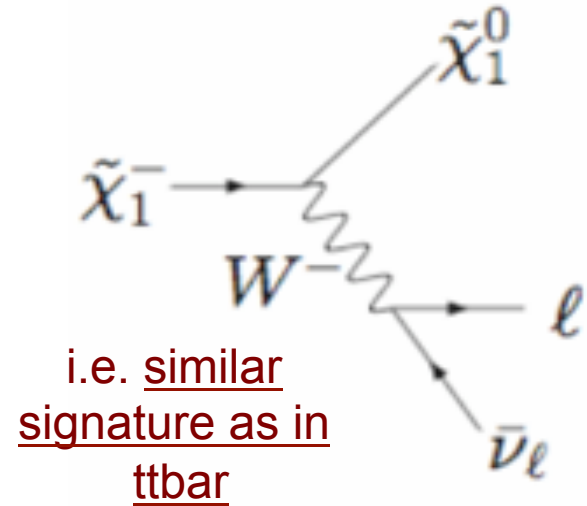 χ̃₁⁰
χ̃₁⁻
W⁻
ℓ
i.e. similar
signature as in
ttbar
ν̄ℓ